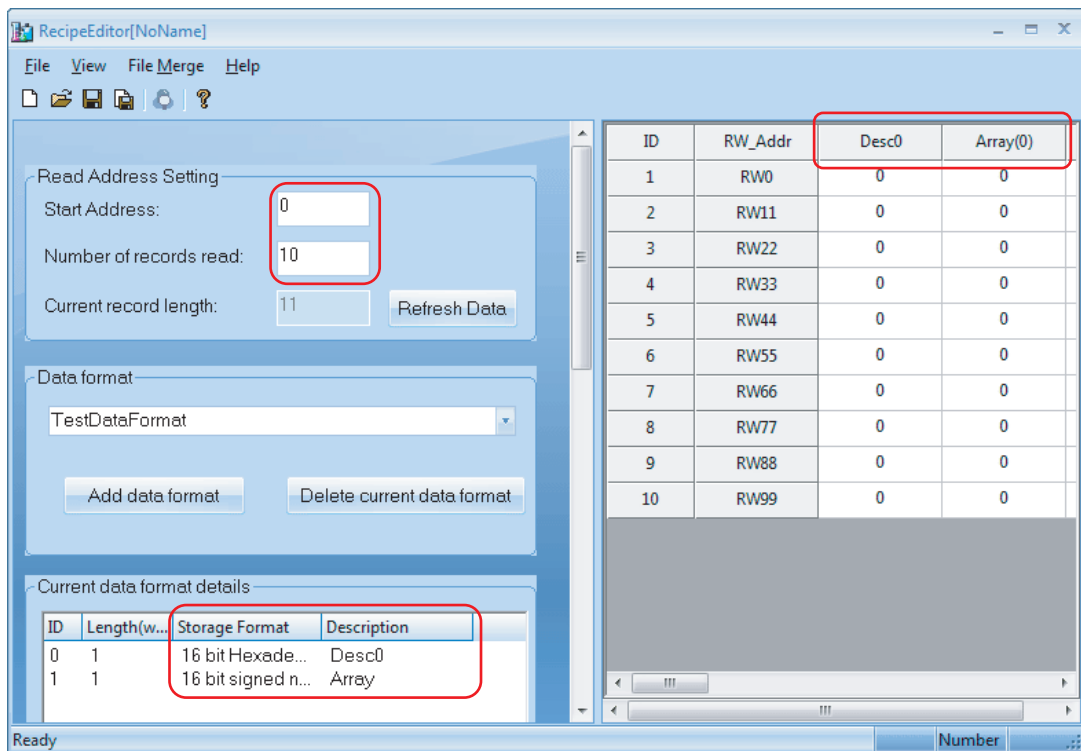 RecipeEditor[NoName]
File View File Merge Help
Read Address Setting
Start Address: 0
Number of records read: 10
Current record length: 11 Refresh Data
Data format
TestDataFormat
Add data format Delete current data format
Current data format details
ID Length(w... Storage Format Description
0 1 16 bit Hexade... Desc0
1 1 16 bit signed n... Array
ID RW_Addr Desc0 Array(0)
1 RW0 0 0
2 RW11 0 0
3 RW22 0 0
4 RW33 0 0
5 RW44 0 0
6 RW55 0 0
7 RW66 0 0
8 RW77 0 0
9 RW88 0 0
10 RW99 0 0
Ready Number